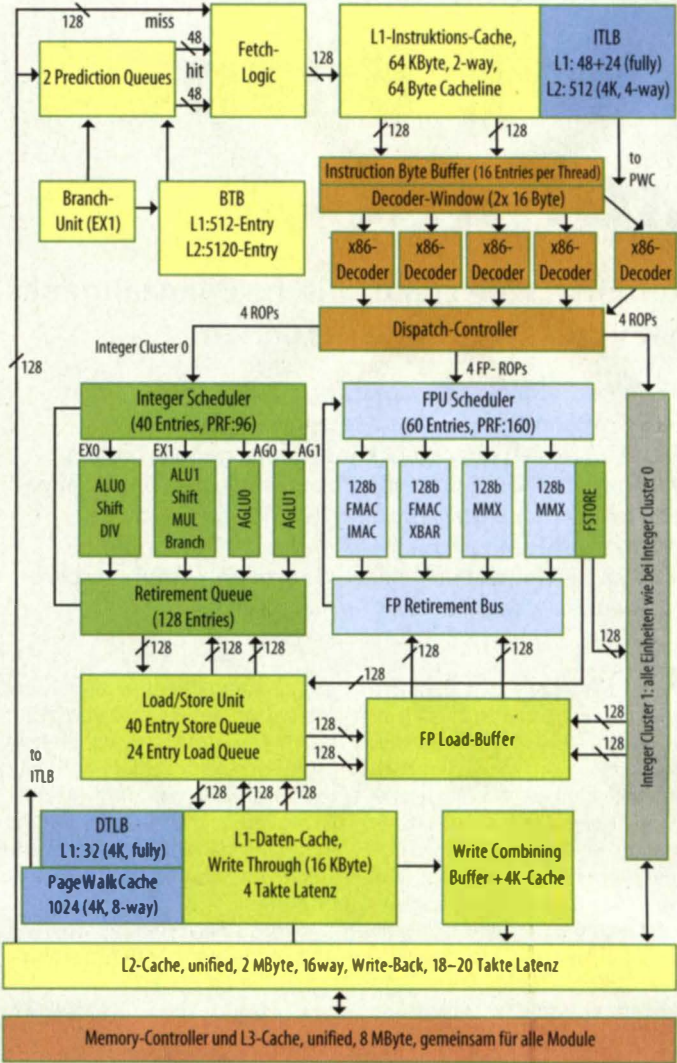 128
miss
48
hit
48
2 Prediction Queues
Fetch-
Logic
128
L1-Instruktions-Cache,
64 KByte, 2-way,
64 Byte Cacheline
ITLB
L1: 48+24 (fully)
L2: 512 (4K, 4-way)
128
128
to
PWC
Branch-
Unit (EX1)
BTB
L1:512-Entry
L2:5120-Entry
Instruction Byte Buffer (16 Entries per Thread)
Decoder-Window (2x 16 Byte)
x86-
Decoder
x86-
Decoder
x86-
Decoder
x86-
Decoder
x86-
Decoder
4 ROPs
Dispatch-Controller
4 ROPs
Integer Cluster 0
128
4 FP- ROPs
Integer Scheduler
(40 Entries, PRF:96)
FPU Scheduler
(60 Entries, PRF:160)
EX0
EX1
AG0
AG1
ALU0
Shift
DIV
ALU1
Shift
MUL
Branch
AGLU0
AGLU1
128b
FMAC
IMAC
128b
FMAC
XBAR
128b
MMX
128b
MMX
FSTORE
Integer Cluster 1: alle Einheiten wie bei Integer Cluster 0
Retirement Queue
(128 Entries)
FP Retirement Bus
128
128
128
128
128
128
128
Load/Store Unit
40 Entry Store Queue
24 Entry Load Queue
128
128
FP Load-Buffer
128
128
to
ITLB
128
128
128
DTLB
L1: 32 (4K, fully)
PageWalkCache
1024 (4K, 8-way)
L1-Daten-Cache,
Write Through (16 KByte)
4 Takte Latenz
Write Combining
Buffer +4K-Cache
L2-Cache, unified, 2 MByte, 16way, Write-Back, 18–20 Takte Latenz
Memory-Controller und L3-Cache, unified, 8 MByte, gemeinsam für alle Module